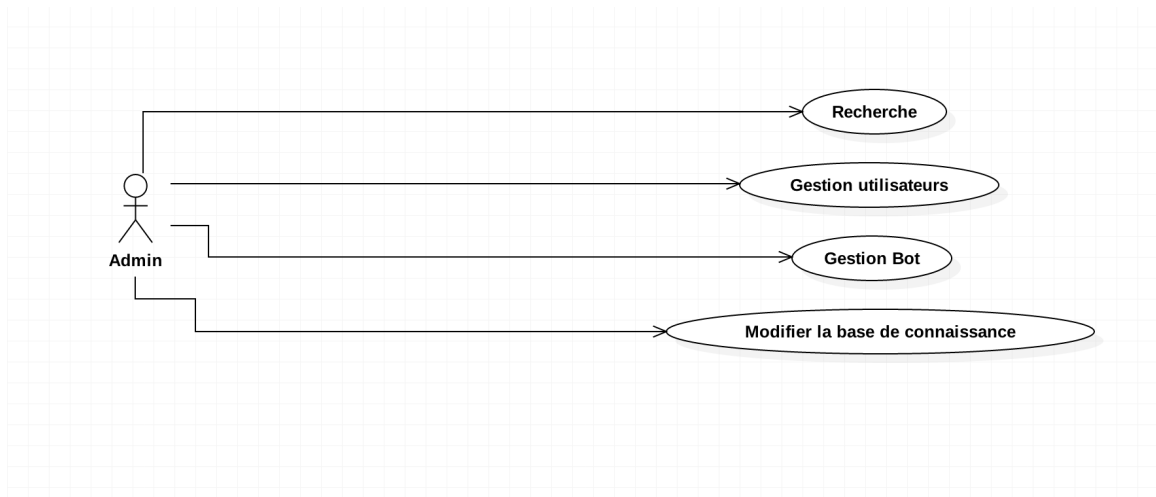 Recherche
Gestion utilisateurs
Gestion Bot
Admin
Modifier la base de connaissance